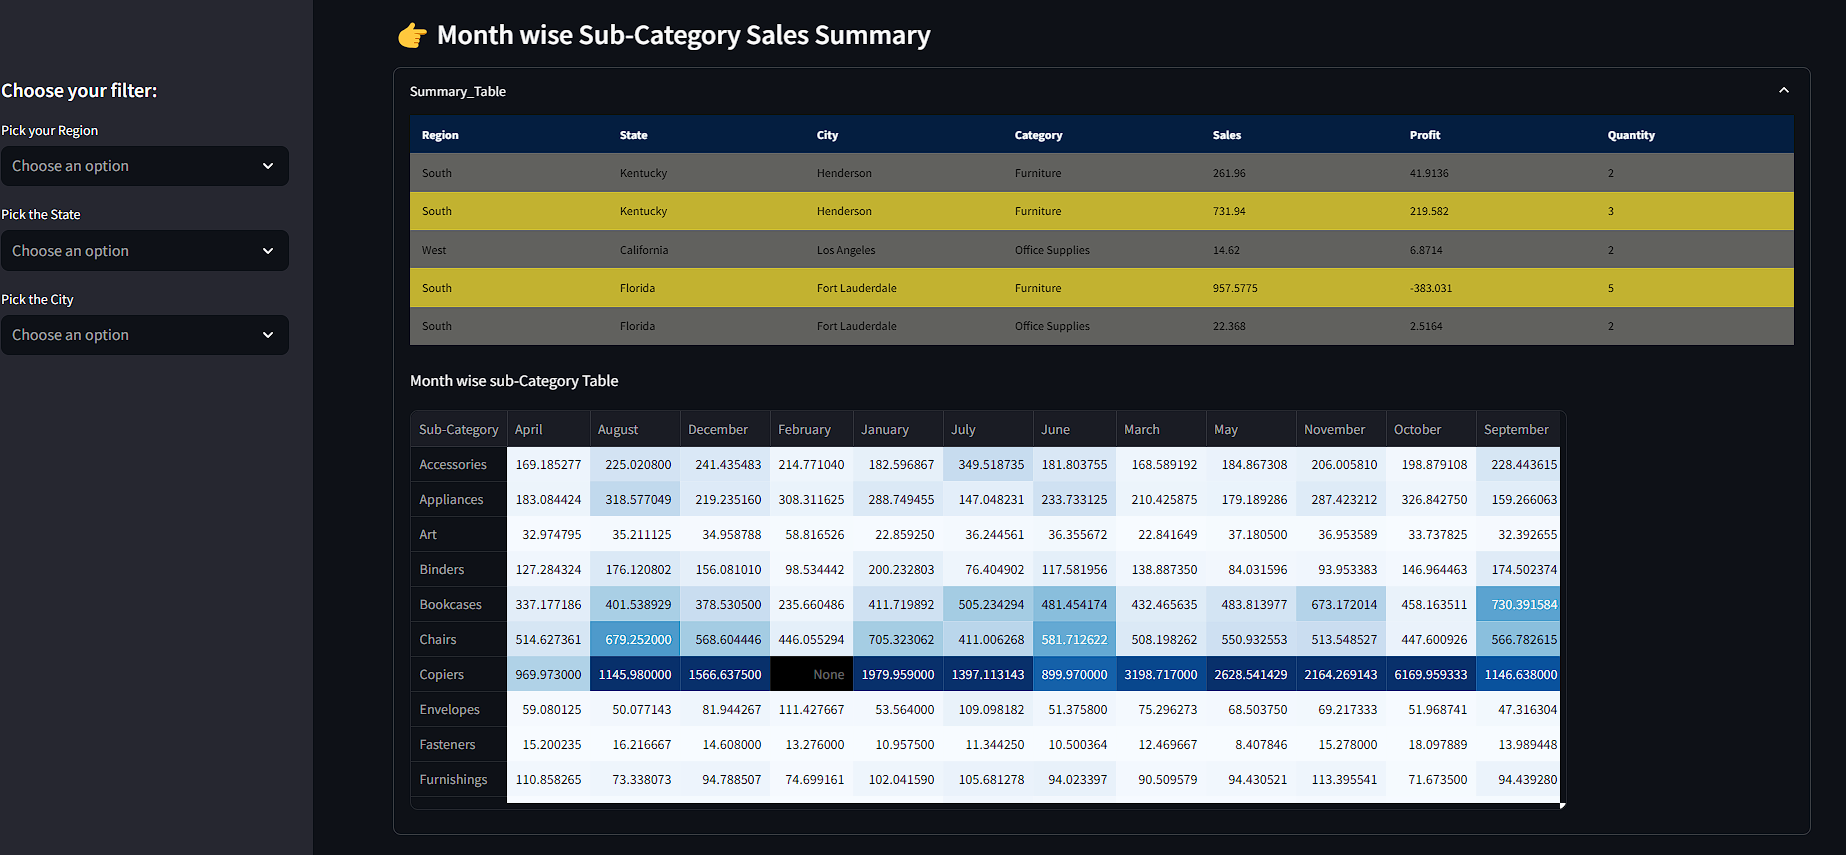 Choose your filter:
Pick your Region
Choose an option
Pick the State
Choose an option
Pick the City
Choose an option
Month wise Sub-Category Sales Summary
Summary_Table
Region State City Category Sales Profit Quantity
South Kentucky Henderson Furniture 261.96 41.9136 2
South Kentucky Henderson Furniture 731.94 219.582 3
West California Los Angeles Office Supplies 14.62 6.8714 2
South Florida Fort Lauderdale Furniture 957.5775 -383.031 5
South Florida Fort Lauderdale Office Supplies 22.368 2.5164 2
Month wise sub-Category Table
Sub-Category April August December February January July June March May November October September
Accessories 169.185277 225.020800 241.435483 214.771040 182.596867 349.518735 181.803755 168.589192 184.867308 206.005810 198.879108 228.443615
Appliances 183.084424 318.577049 219.235160 308.311625 288.749455 147.048231 233.733125 210.425875 179.189286 287.423212 326.842750 159.266063
Art 32.974795 35.211125 34.958788 58.816526 22.859250 36.244561 36.355672 22.841649 37.180500 36.953589 33.737825 32.392655
Binders 127.284324 176.120802 156.081010 98.534442 200.232803 76.404902 117.581956 138.887350 84.031596 93.953383 146.964463 174.502374
Bookcases 337.177186 401.538929 378.530500 235.660486 411.719892 505.234294 481.454174 432.465635 483.813977 673.172014 458.163511 730.391584
Chairs 514.627361 679.252000 568.604446 446.055294 705.323062 411.006268 581.712622 508.198262 550.932553 513.548527 447.600926 566.782615
Copiers 969.973000 1145.980000 1566.637500 None 1979.959000 1397.113143 899.970000 3198.717000 2628.541429 2164.269143 6169.959333 1146.638000
Envelopes 59.080125 50.077143 81.944267 111.427667 53.564000 109.098182 51.375800 75.296273 68.503750 69.217333 51.968741 47.316304
Fasteners 15.200235 16.216667 14.608000 13.276000 10.957500 11.344250 10.500364 12.469667 8.407846 15.278000 18.097889 13.989448
Furnishings 110.858265 73.338073 94.788507 74.699161 102.041590 105.681278 94.023397 90.509579 94.430521 113.395541 71.673500 94.439280